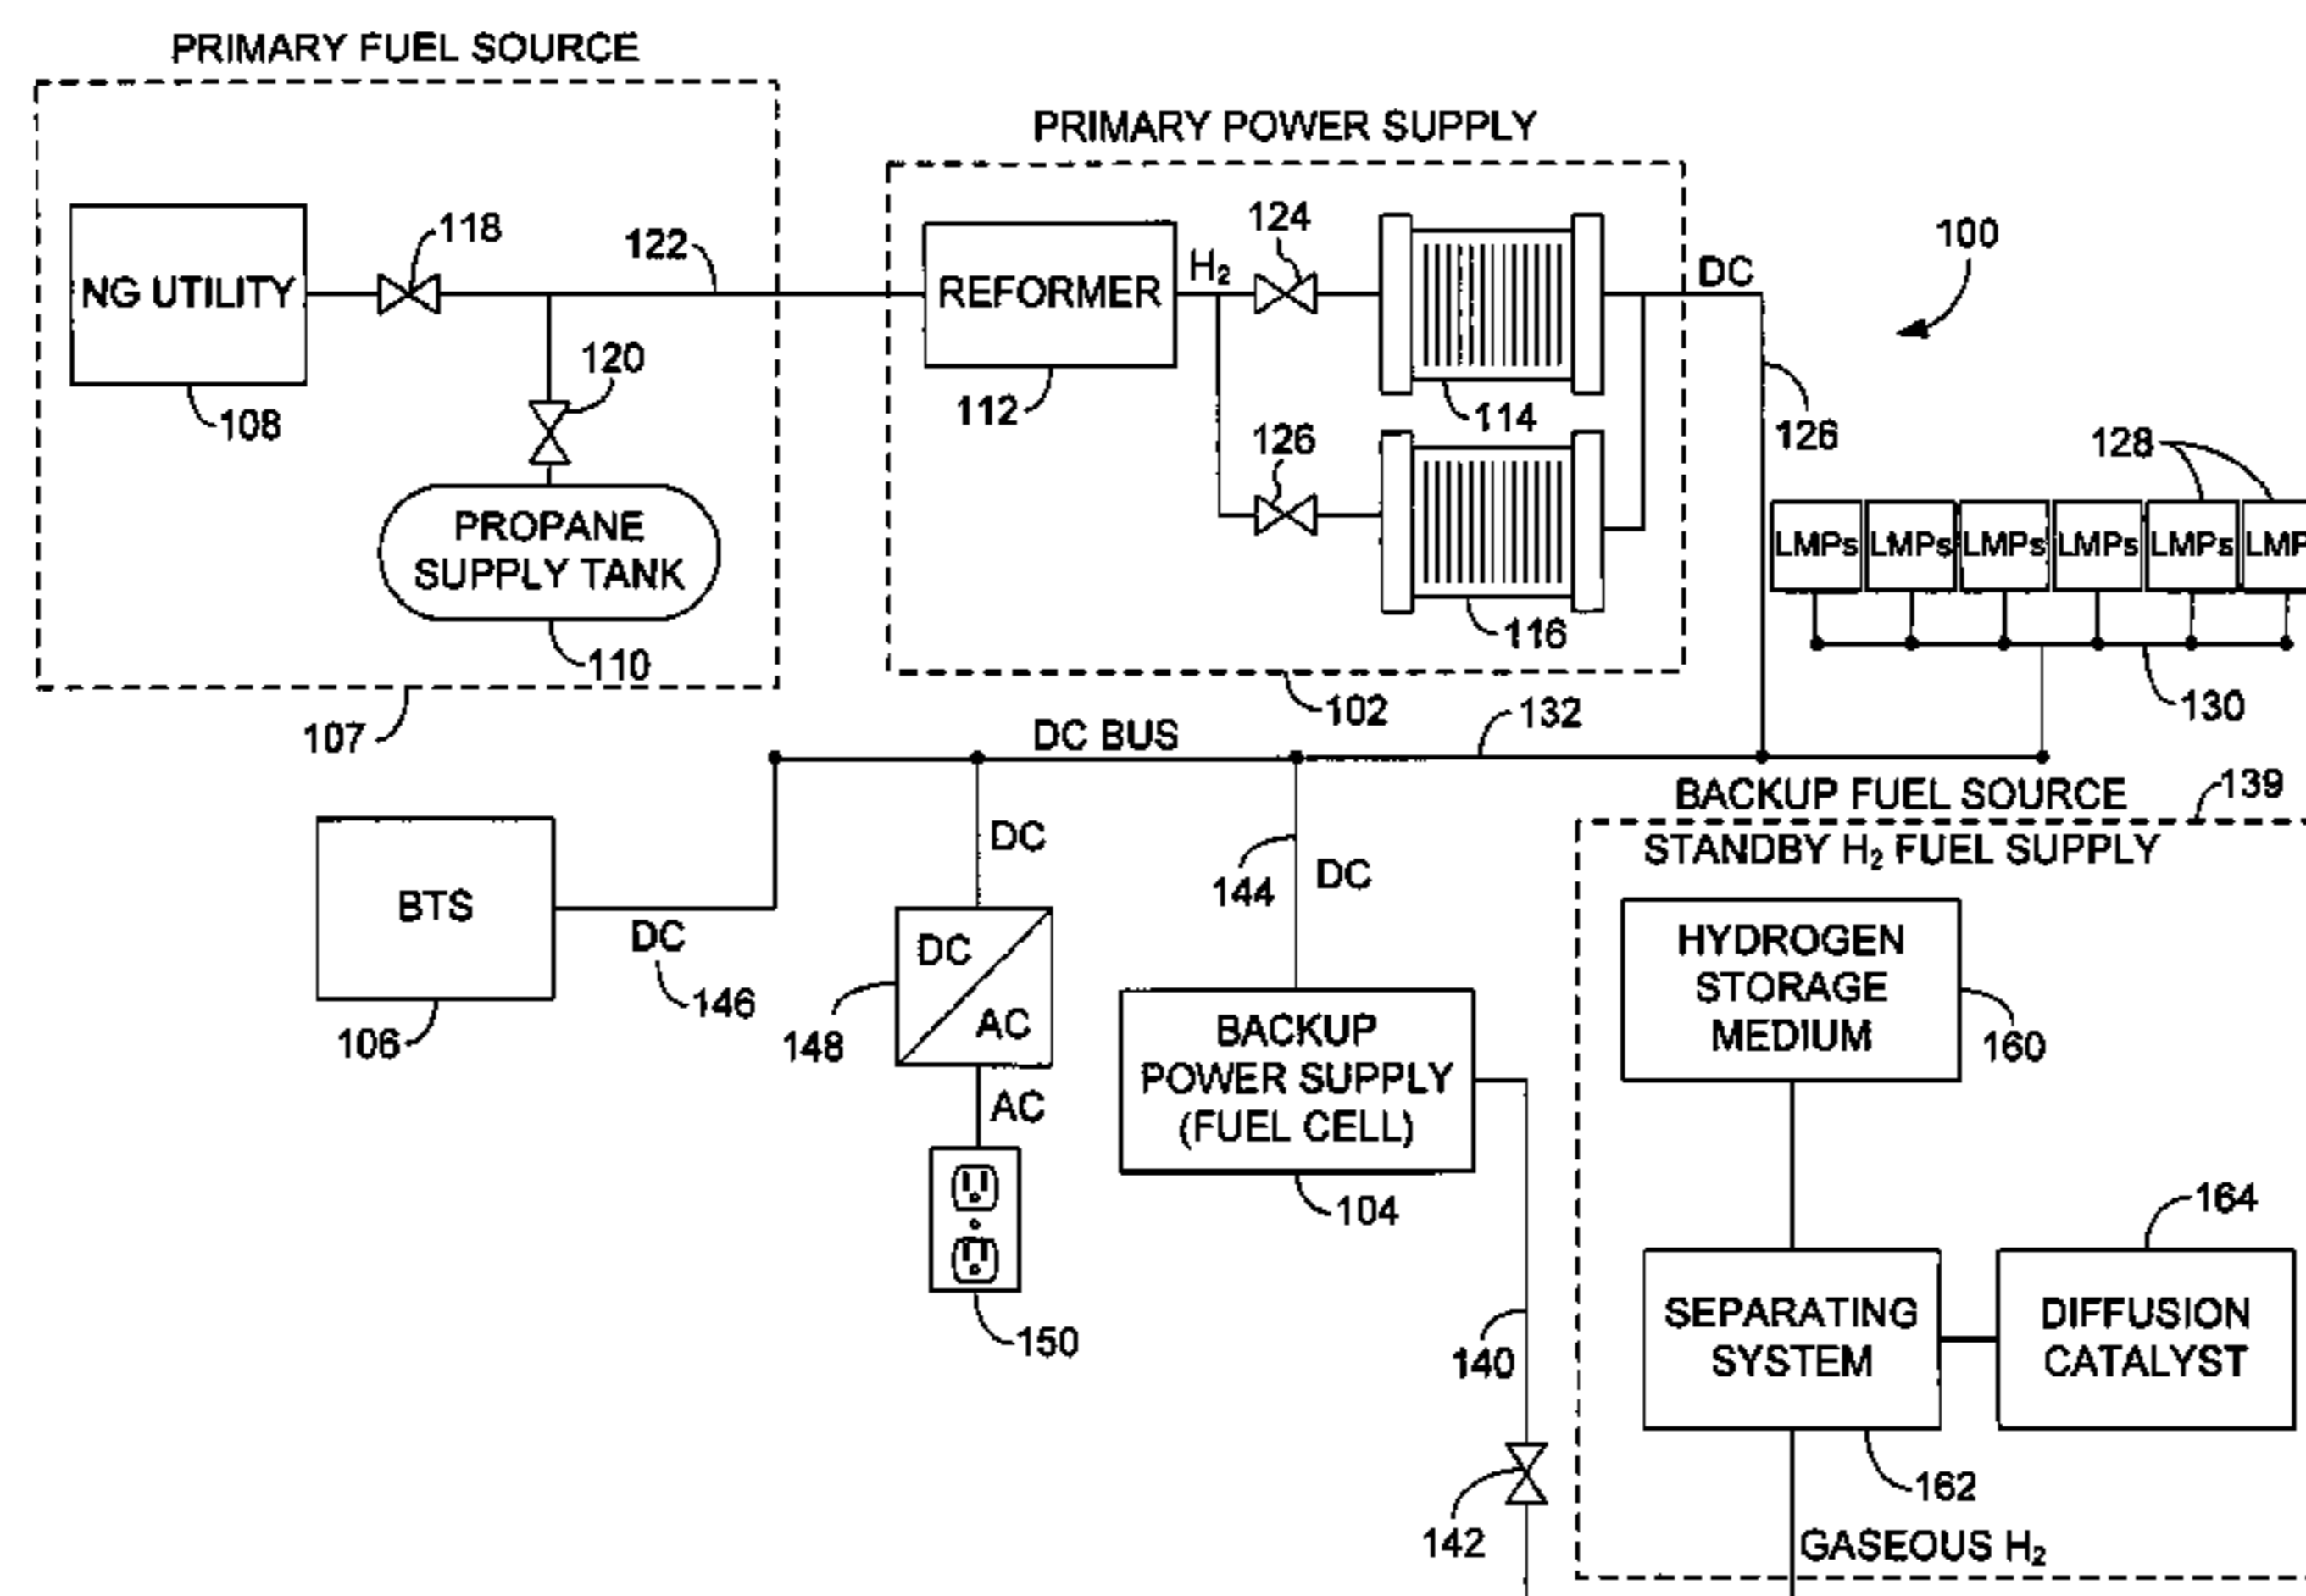 PRIMARY FUEL SOURCE
PRIMARY POWER SUPPLY
NG UTILITY
118
122
120
108
PROPANE
SUPPLY TANK
110
107
REFORMER
112
H₂
124
126
114
116
102
DC
126
100
128
LMPs LMPs LMPs LMPs LMPs LMP
130
132
DC BUS
BTS
106
DC
146
DC
DC
AC
148
AC
150
144
DC
BACKUP
POWER SUPPLY
(FUEL CELL)
104
140
142
BACKUP FUEL SOURCE
139
STANDBY H₂ FUEL SUPPLY
HYDROGEN
STORAGE
MEDIUM
160
SEPARATING
SYSTEM
162
164
DIFFUSION
CATALYST
GASEOUS H₂